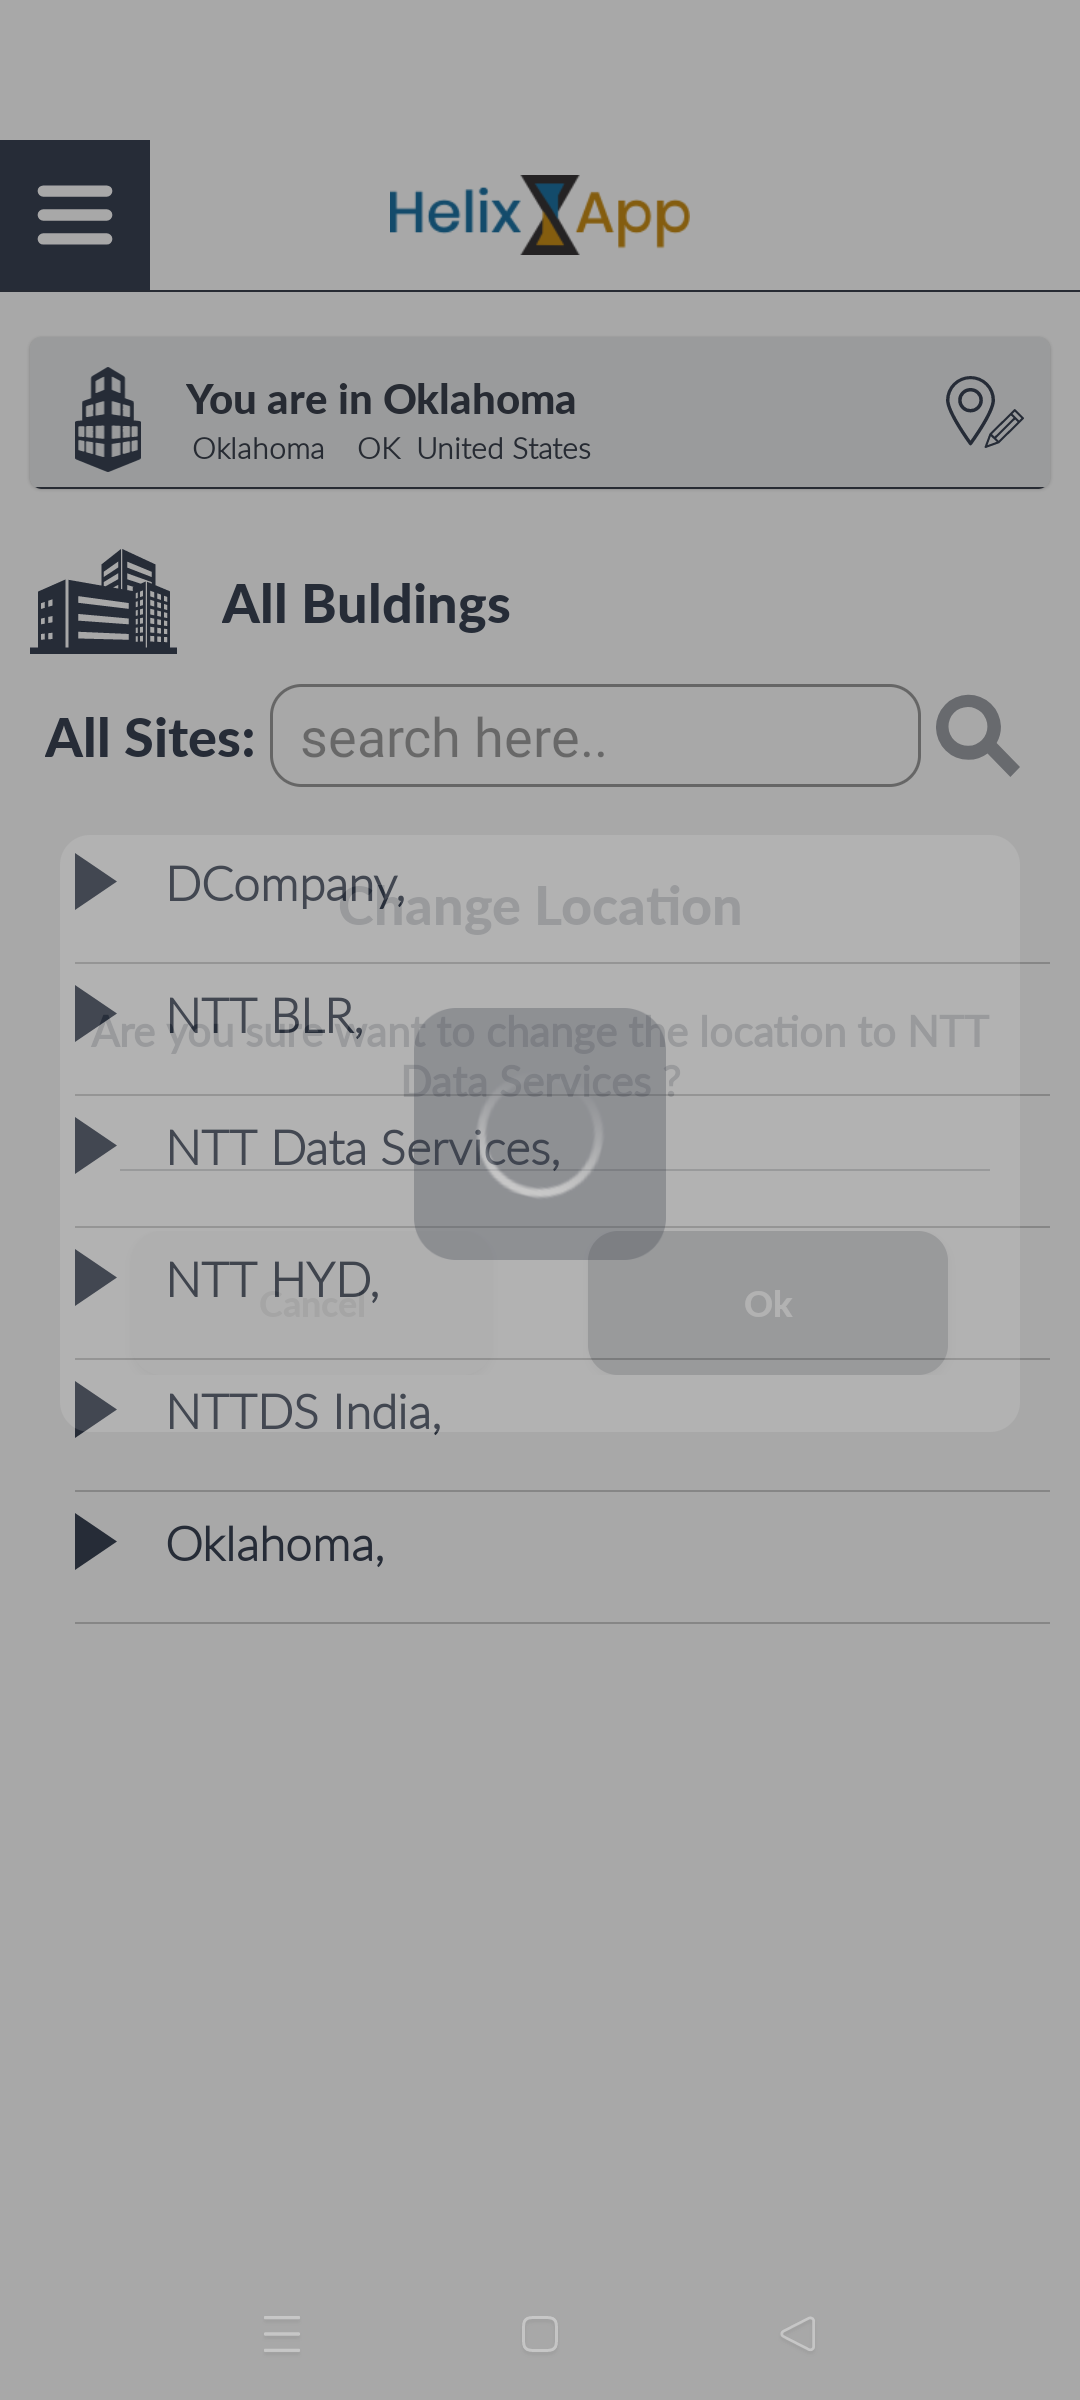 Helix App
You are in Oklahoma
Oklahoma OK United States
All Buldings
All Sites: search here..
DCompany,
Change Location
NTT BLR,
Are you sure want to change the location to NTT
Data Services ?
NTT Data Services,
NTT HYD,
Cancel Ok
NTTDS India,
Oklahoma,